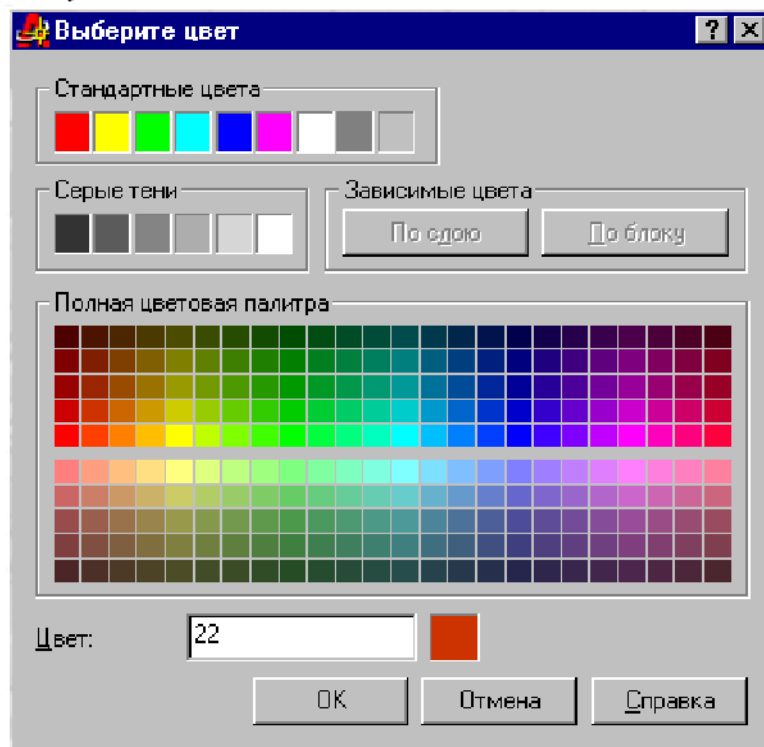 Выберите цвет
Стандартные цвета
Серые тени
Зависимые цвета
По слою
По блоку
Полная цветовая палитра
Цвет:
22
OK
Отмена
Справка